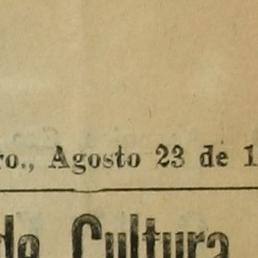 ro., Agosto 23 de 1
de Cultura